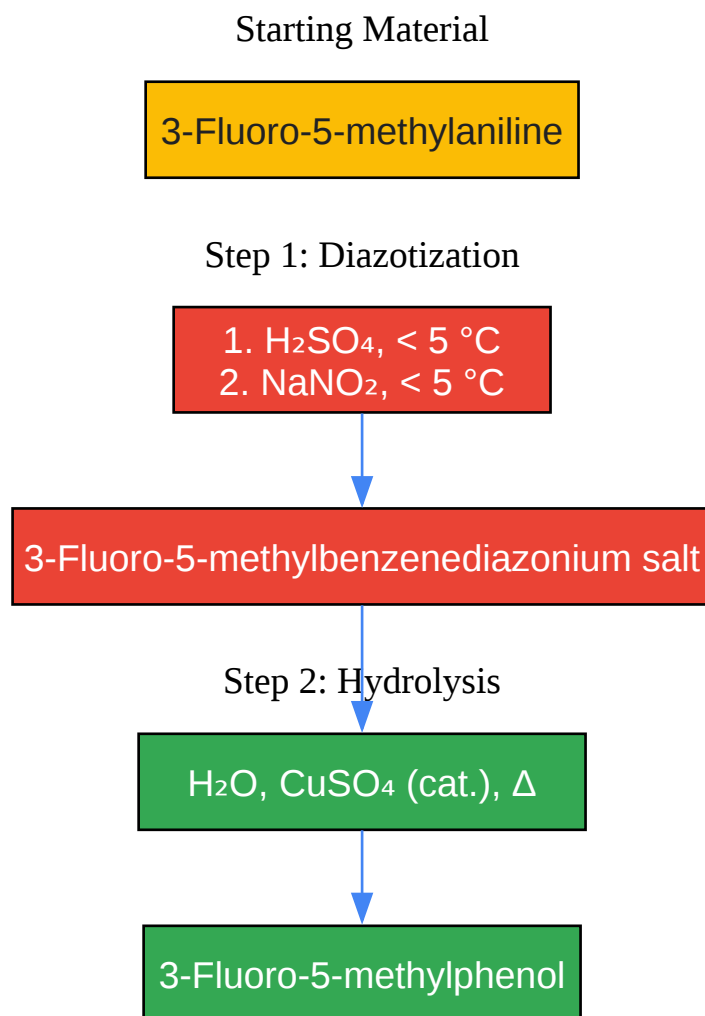 Starting Material
3-Fluoro-5-methylaniline
Step 1: Diazotization
1. H₂SO₄, < 5 °C
2. NaNO₂, < 5 °C
3-Fluoro-5-methylbenzenediazonium salt
Step 2: Hydrolysis
H₂O, CuSO₄ (cat.), Δ
3-Fluoro-5-methylphenol